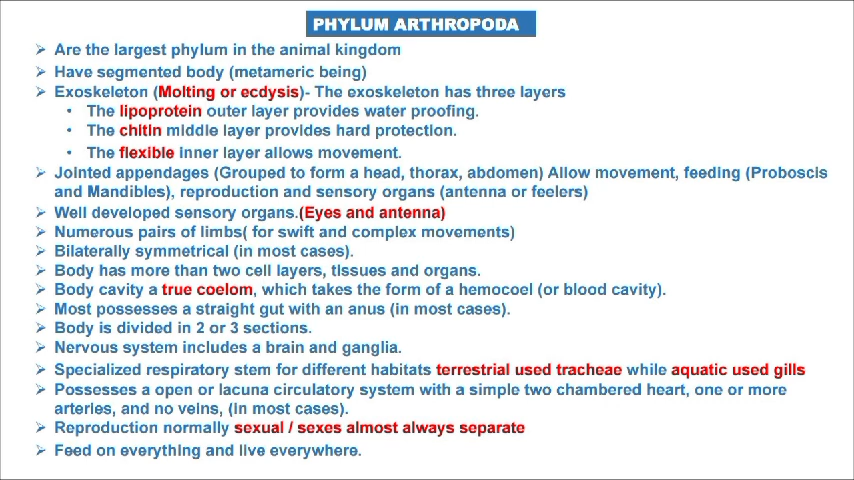 PHYLUM ARTHROPODA
➢ Are the largest phylum in the animal kingdom
➢ Have segmented body (metameric being)
➢ Exoskeleton (Molting or ecdysis)- The exoskeleton has three layers
• The lipoprotein outer layer provides water proofing.
• The chitin middle layer provides hard protection.
• The flexible inner layer allows movement.
➢ Jointed appendages (Grouped to form a head, thorax, abdomen) Allow movement, feeding (Proboscis
and Mandibles), reproduction and sensory organs (antenna or feelers)
➢ Well developed sensory organs.(Eyes and antenna)
➢ Numerous pairs of limbs( for swift and complex movements)
➢ Bilaterally symmetrical (in most cases).
➢ Body has more than two cell layers, tissues and organs.
➢ Body cavity a true coelom, which takes the form of a hemocoel (or blood cavity).
➢ Most possesses a straight gut with an anus (in most cases).
➢ Body is divided in 2 or 3 sections.
➢ Nervous system includes a brain and ganglia.
➢ Specialized respiratory stem for different habitats terrestrial used tracheae while aquatic used gills
➢ Possesses a open or lacuna circulatory system with a simple two chambered heart, one or more
arteries, and no veins, (in most cases).
➢ Reproduction normally sexual / sexes almost always separate
➢ Feed on everything and live everywhere.